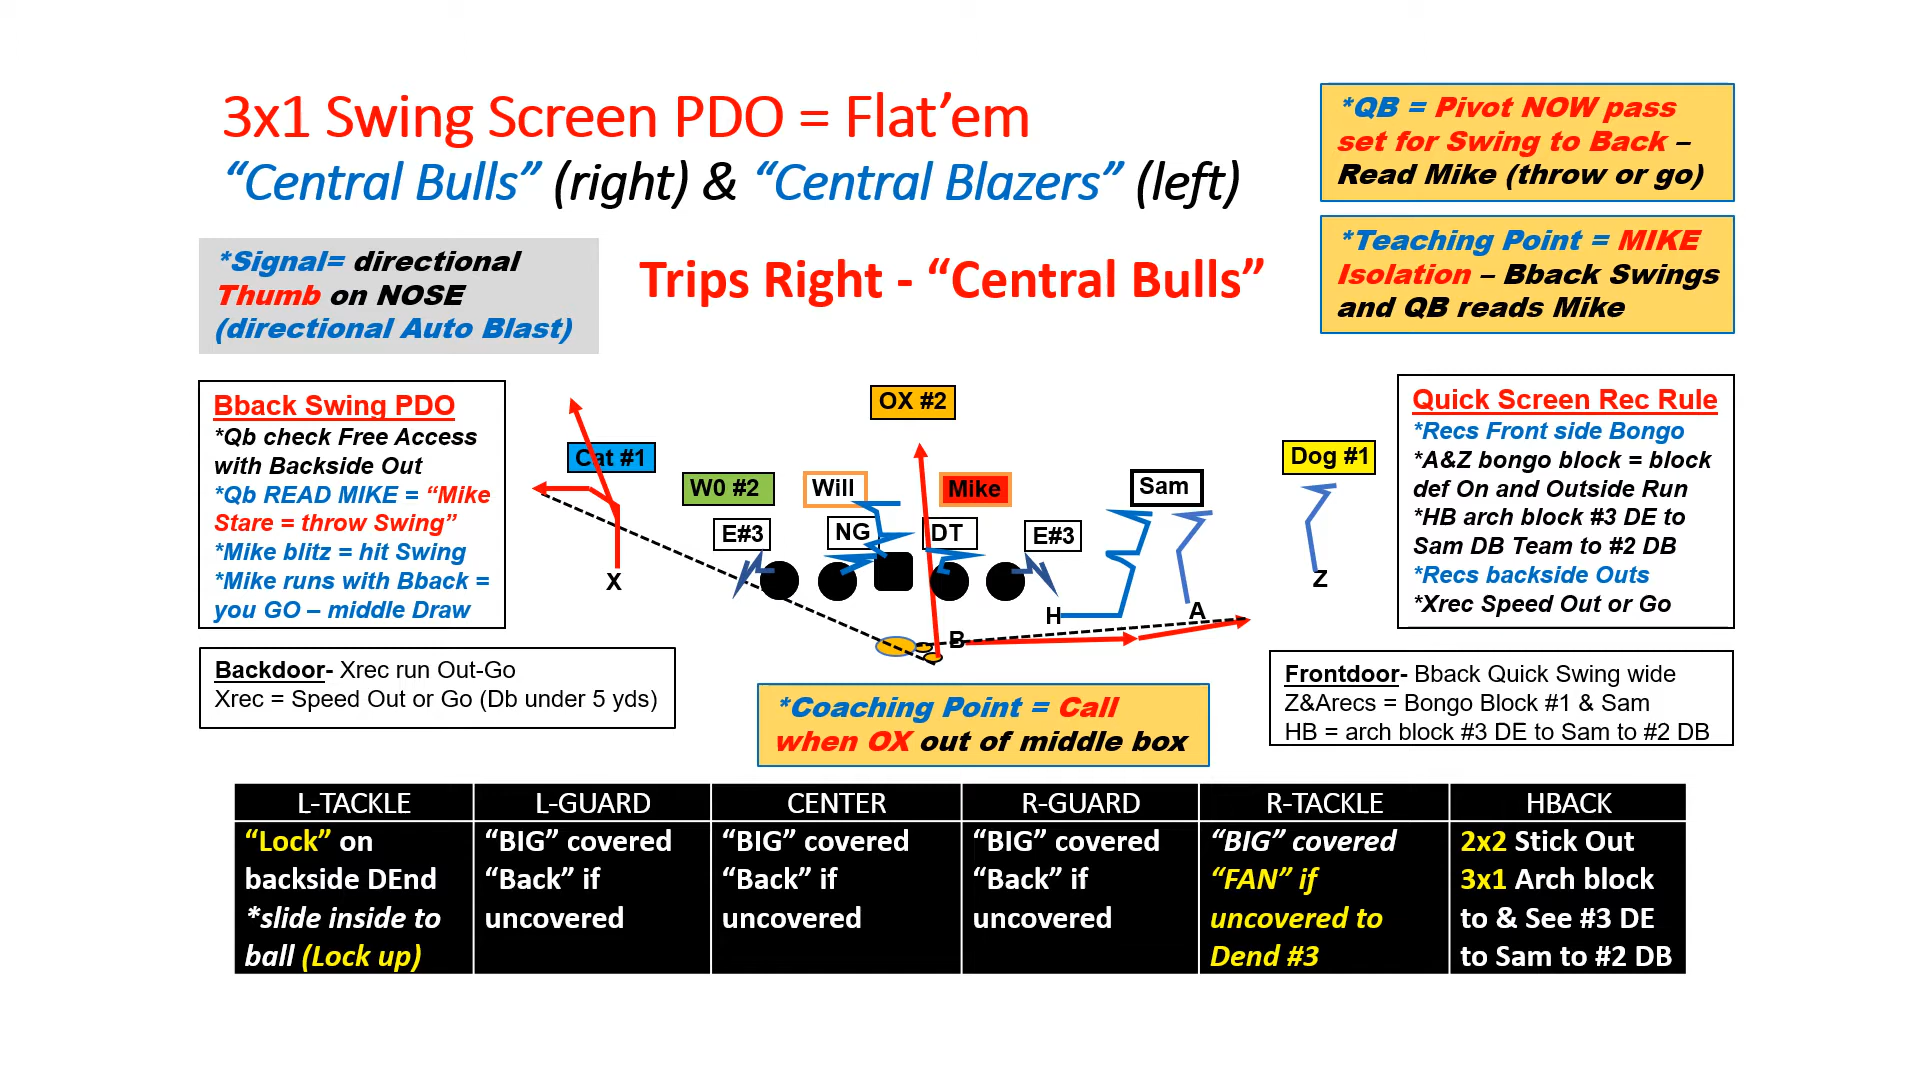 3x1 Swing Screen PDO = Flat’em
“Central Bulls” (right) & “Central Blazers” (left)
*QB = Pivot NOW pass
set for Swing to Back –
Read Mike (throw or go)
*Teaching Point = MIKE
Isolation – Bback Swings
and QB reads Mike
*Signal= directional
Thumb on NOSE
(directional Auto Blast)
Trips Right - “Central Bulls”
Bback Swing PDO
*Qb check Free Access
with Backside Out
*Qb READ MIKE = “Mike
Stare = throw Swing”
*Mike blitz = hit Swing
*Mike runs with Bback =
you GO – middle Draw
OX #2
Cat #1
Dog #1
W0 #2
Will
Mike
Sam
E#3
NG
DT
E#3
X
Z
H
A
B
Quick Screen Rec Rule
*Recs Front side Bongo
*A&Z bongo block = block
def On and Outside Run
*HB arch block #3 DE to
Sam DB Team to #2 DB
*Recs backside Outs
*Xrec Speed Out or Go
Backdoor- Xrec run Out-Go
Xrec = Speed Out or Go (Db under 5 yds)
*Coaching Point = Call
when OX out of middle box
Frontdoor- Bback Quick Swing wide
Z&Arecs = Bongo Block #1 & Sam
HB = arch block #3 DE to Sam to #2 DB
L-TACKLE
“Lock” on
backside DEnd
*slide inside to
ball (Lock up)
L-GUARD
“BIG” covered
“Back” if
uncovered
CENTER
“BIG” covered
“Back” if
uncovered
R-GUARD
“BIG” covered
“Back” if
uncovered
R-TACKLE
“BIG” covered
“FAN” if
uncovered to
Dend #3
HBACK
2x2 Stick Out
3x1 Arch block
to & See #3 DE
to Sam to #2 DB